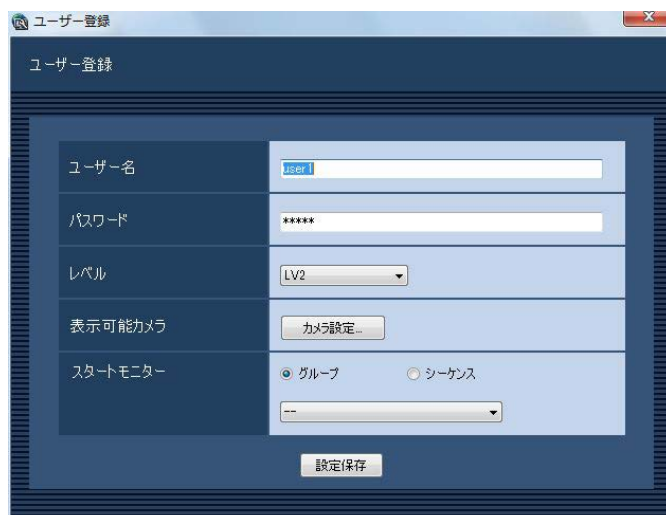 ユーザー登録
ユーザー登録
ユーザー名
user1
パスワード
*****
レベル
LV2
表示可能カメラ
カメラ設定...
スタートモニター
グループ シーケンス
--
設定保存